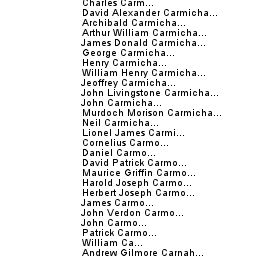 Charles Carm...
David Alexander Carmicha...
Archibald Carmicha...
Arthur William Carmicha...
James Donald Carmicha...
George Carmicha...
Henry Carmicha...
William Henry Carmicha...
Jeoffrey Carmicha...
John Livingstone Carmicha...
John Carmicha...
Murdoch Morison Carmicha...
Neil Carmicha...
Lionel James Carmi...
Cornelius Carmo...
Daniel Carmo...
David Patrick Carmo...
Maurice Griffin Carmo...
Harold Joseph Carmo...
Herbert Joseph Carmo...
James Carmo...
John Verdon Carmo...
John Carmo...
Patrick Carmo...
William Ca...
Andrew Gilmore Carnah...